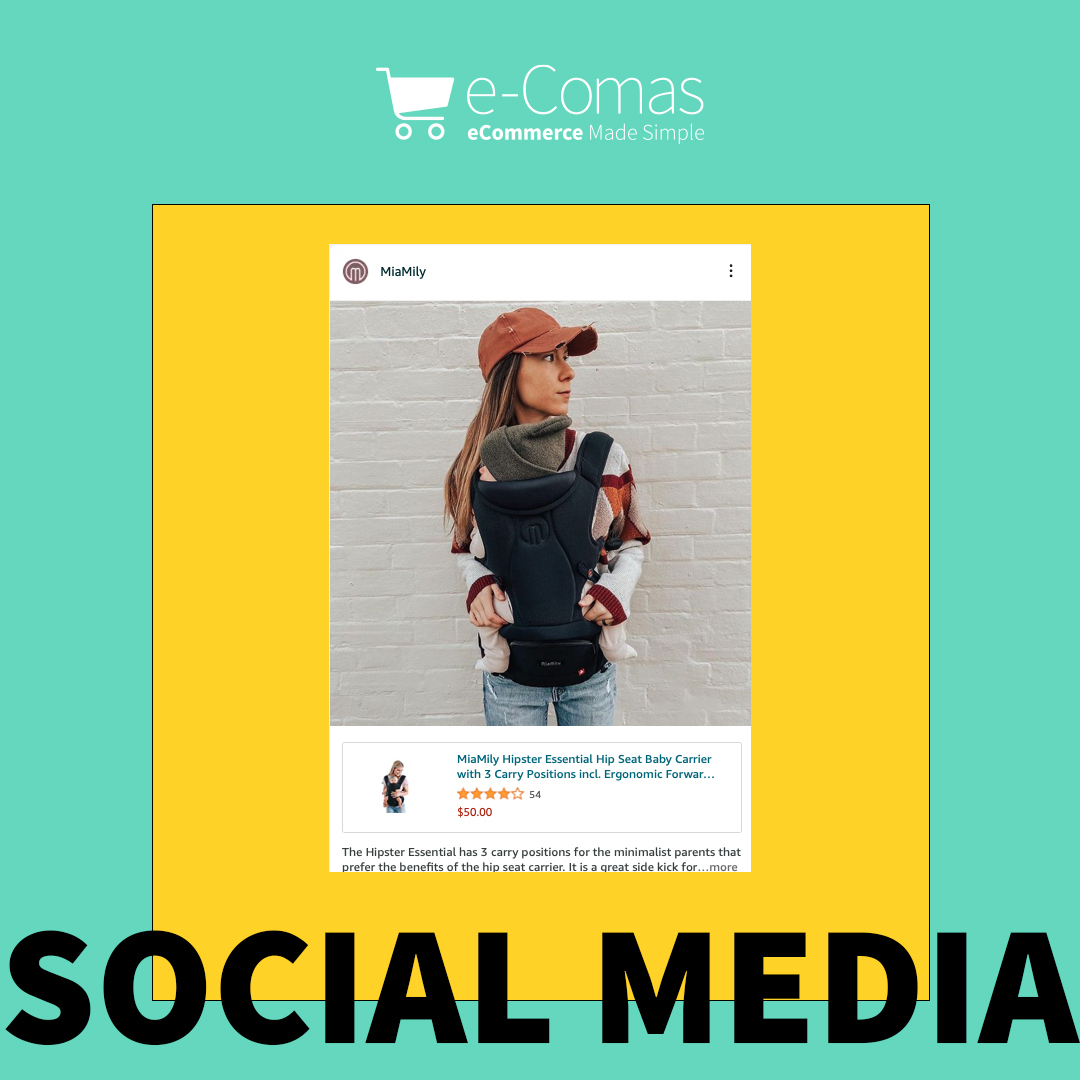 e-Comas
eCommerce Made Simple
MiaMily
MiaMily
MiaMily Hipster Essential Hip Seat Baby Carrier
with 3 Carry Positions incl. Ergonomic Forwar…
54
$50.00
The Hipster Essential has 3 carry positions for the minimalist parents that
prefer the benefits of the hip seat carrier. It is a great side kick for…more
SOCIAL MEDIA